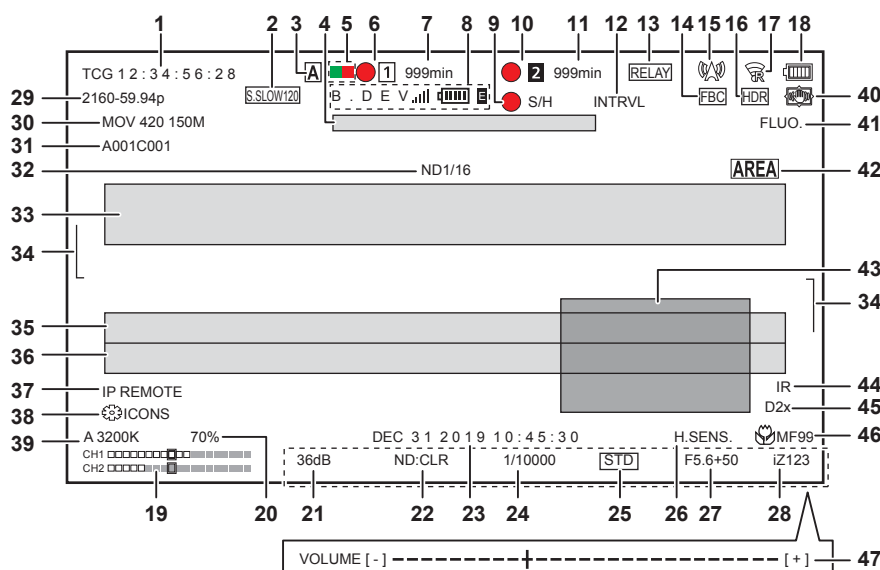 1 2 3 4 5 6 7 8 9 10 11 12 13 14 15 16 17 18
TCG 12:34:56:28 A 1 999min 2 999min RELAY R
29 2160-59.94p S.SLOW120 B.DEV E S/H INTRVL FBC HDR 40
30 MOV 420 150M FLUO. 41
31 A001C001
32 ND1/16 AREA 42
33
34 43
34
35
36
37 IP REMOTE IR 44
38 ICONS D2x 45
39 A 3200K 70% DEC 31 2019 10:45:30 H.SENS. MF99 46
CH1
CH2 36dB ND:CLR 1/10000 STD F5.6+50 iZ123
19 20 21 22 23 24 25 26 27 28
VOLUME [ - ] [ + ] 47